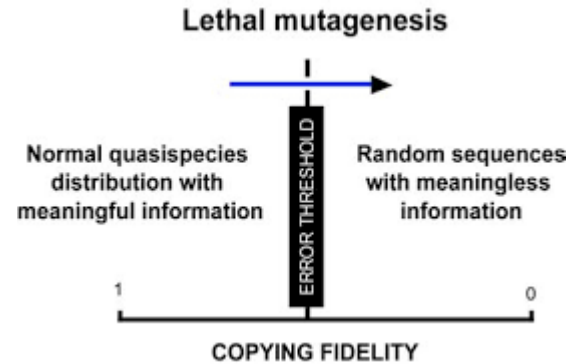 Lethal mutagenesis
Normal quasispecies
distribution with
meaningful information
ERROR THRESHOLD
Random sequences
with meaningless
information
1
0
COPYING FIDELITY